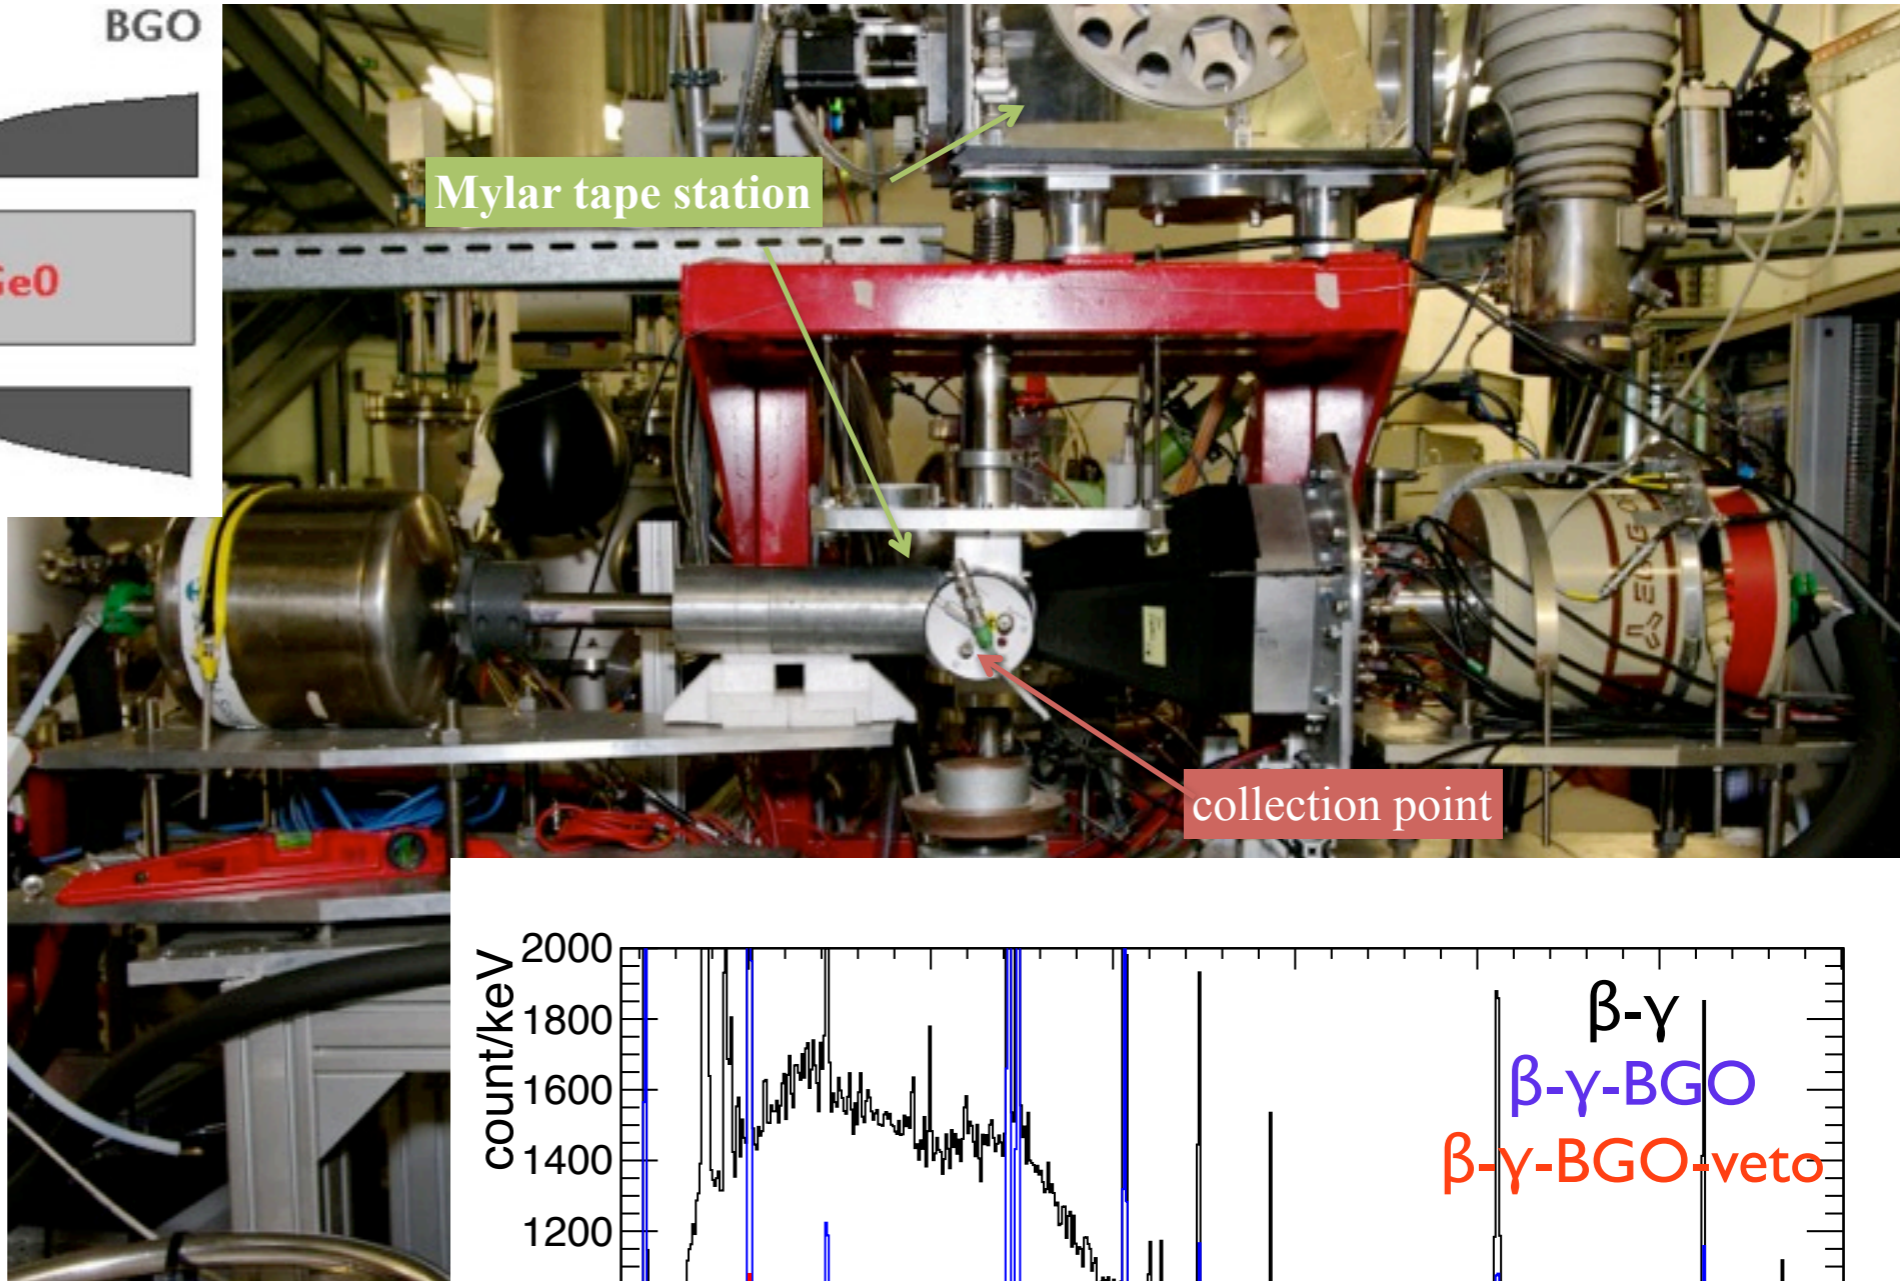 BGO
Ge0
Mylar tape station
collection point
count/keV
2000
1800
1600
1400
1200
β-γ
β-γ-BGO
β-γ-BGO-veto